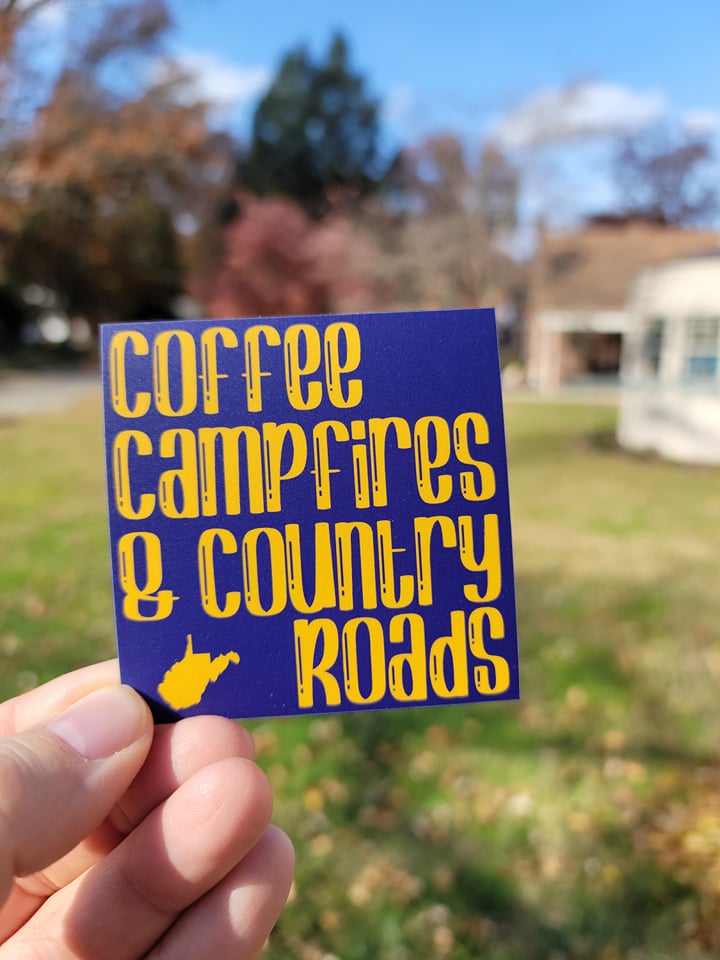 coffee
campfires
& country
Roads